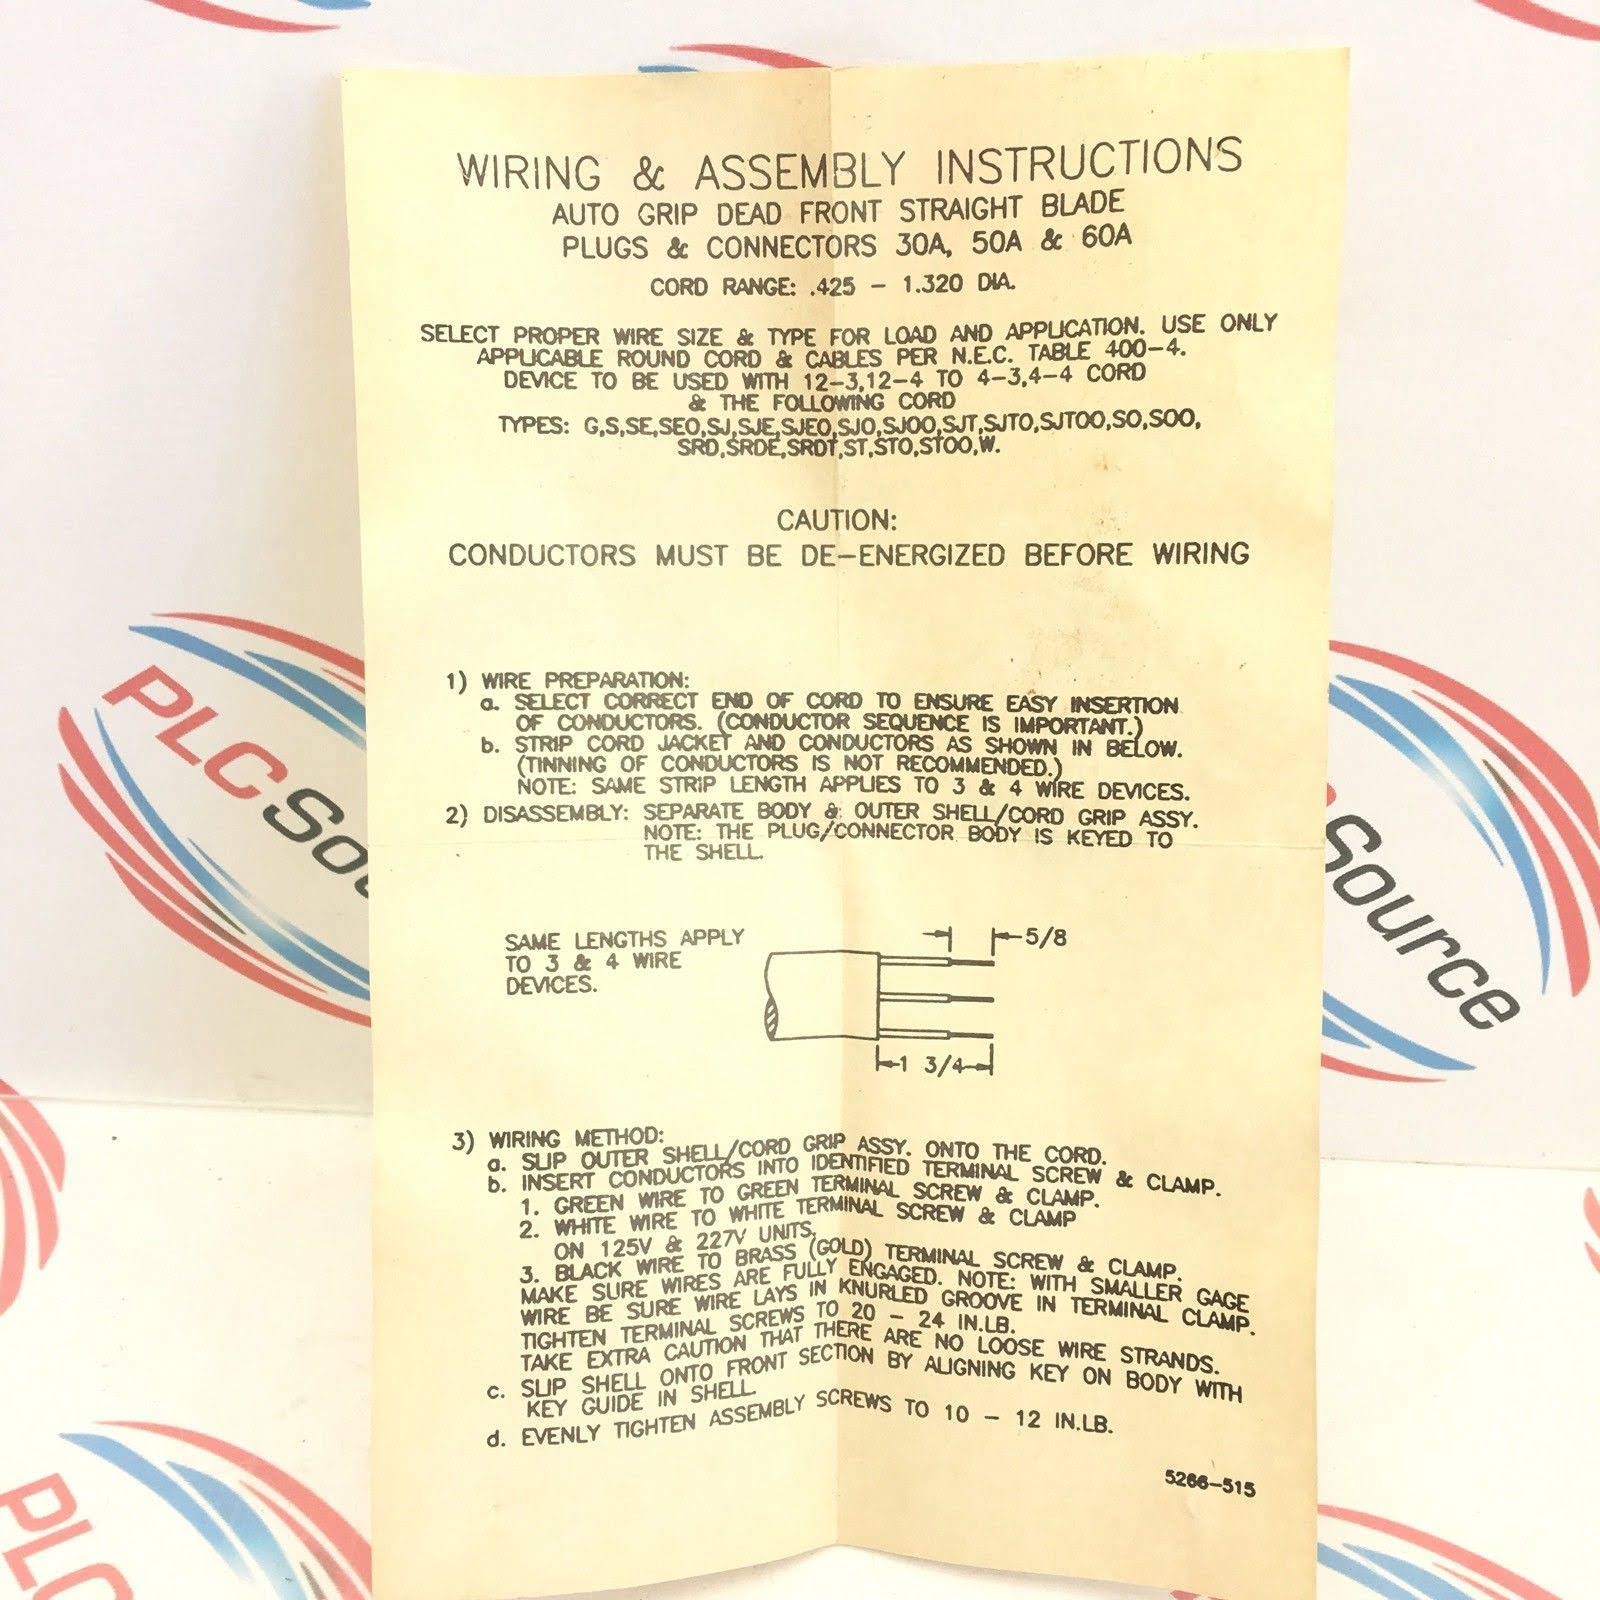 WIRING & ASSEMBLY INSTRUCTIONS
AUTO GRIP DEAD FRONT STRAIGHT BLADE
PLUGS & CONNECTORS 30A, 50A & 60A
CORD RANGE: .425 – 1.320 DIA.
SELECT PROPER WIRE SIZE & TYPE FOR LOAD AND APPLICATION. USE ONLY
APPLICABLE ROUND CORD & CABLES PER N.E.C. TABLE 400–4.
DEVICE TO BE USED WITH 12–3,12–4 TO 4–3,4–4 CORD
& THE FOLLOWING CORD
TYPES: G,S,SE,SEO,SJ,SJE,SJEO,SJO,SJOO,SJT,SJTO,SJTOO,SO,SOO,
SRD,SRDE,SRDT,ST,STO,STOO,W.
CAUTION:
CONDUCTORS MUST BE DE–ENERGIZED BEFORE WIRING
1) WIRE PREPARATION:
a. SELECT CORRECT END OF CORD TO ENSURE EASY INSERTION
OF CONDUCTORS. (CONDUCTOR SEQUENCE IS IMPORTANT.)
b. STRIP CORD JACKET AND CONDUCTORS AS SHOWN IN BELOW.
(TINNING OF CONDUCTORS IS NOT RECOMMENDED.)
NOTE: SAME STRIP LENGTH APPLIES TO 3 & 4 WIRE DEVICES.
2) DISASSEMBLY: SEPARATE BODY & OUTER SHELL/CORD GRIP ASSY.
NOTE: THE PLUG/CONNECTOR BODY IS KEYED TO
THE SHELL.
SAME LENGTHS APPLY
TO 3 & 4 WIRE
DEVICES.
5/8
1 3/4
3) WIRING METHOD:
a. SLIP OUTER SHELL/CORD GRIP ASSY. ONTO THE CORD.
b. INSERT CONDUCTORS INTO IDENTIFIED TERMINAL SCREW & CLAMP.
1. GREEN WIRE TO GREEN TERMINAL SCREW & CLAMP.
2. WHITE WIRE TO WHITE TERMINAL SCREW & CLAMP
ON 125V & 227V UNITS.
3. BLACK WIRE TO BRASS (GOLD) TERMINAL SCREW & CLAMP.
MAKE SURE WIRES ARE FULLY ENGAGED. NOTE: WITH SMALLER GAGE
WIRE BE SURE WIRE LAYS IN KNURLED GROOVE IN TERMINAL CLAMP.
TIGHTEN TERMINAL SCREWS TO 20 – 24 IN.LB.
TAKE EXTRA CAUTION THAT THERE ARE NO LOOSE WIRE STRANDS.
c. SLIP SHELL ONTO FRONT SECTION BY ALIGNING KEY ON BODY WITH
KEY GUIDE IN SHELL.
d. EVENLY TIGHTEN ASSEMBLY SCREWS TO 10 – 12 IN.LB.
5266–515
PLCSou
Source
PLC